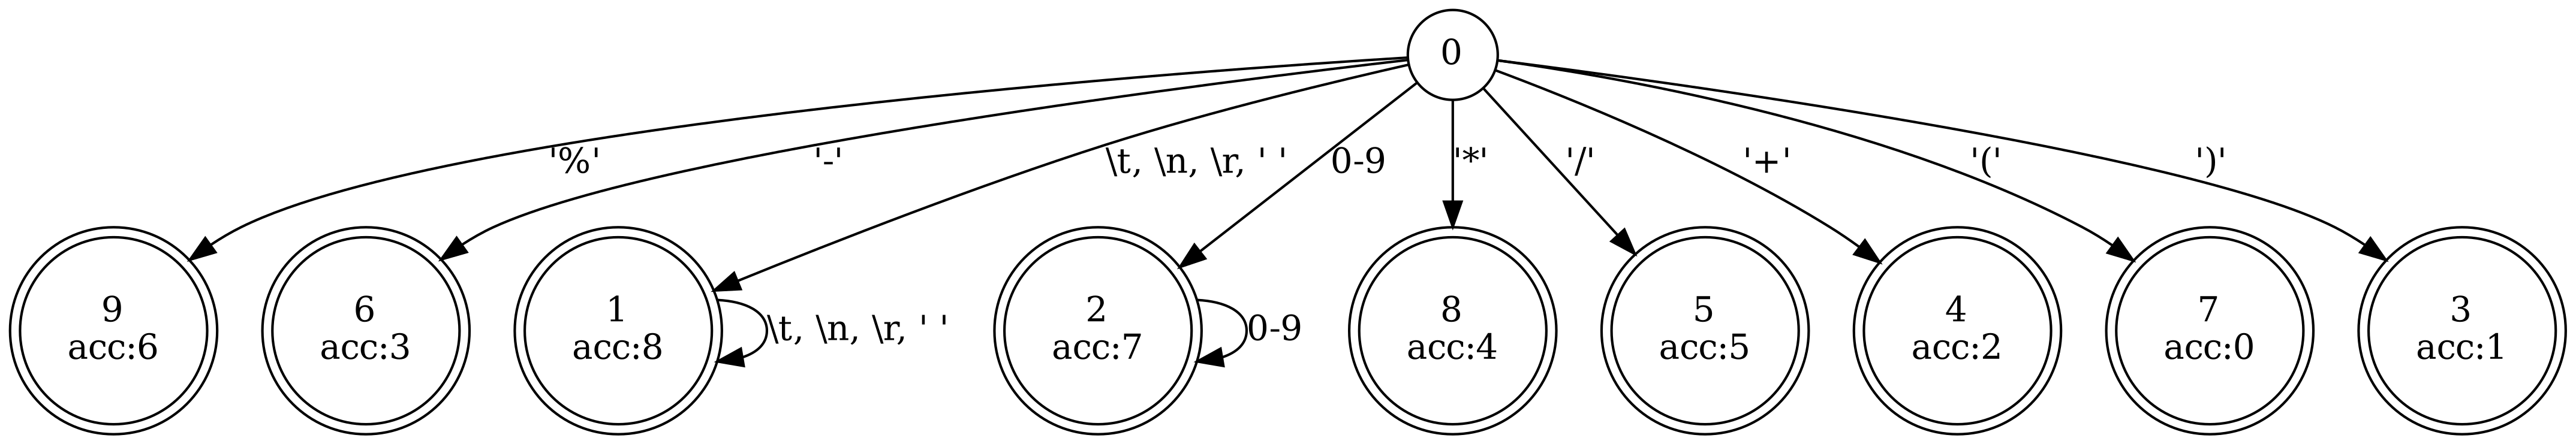 0
'%'
'-'
\t, \n, \r, ' '
0-9
'*'
'/'
'+'
'('
')'
9
acc:6
6
acc:3
1
acc:8
\t, \n, \r, ' '
2
acc:7
0-9
8
acc:4
5
acc:5
4
acc:2
7
acc:0
3
acc:1